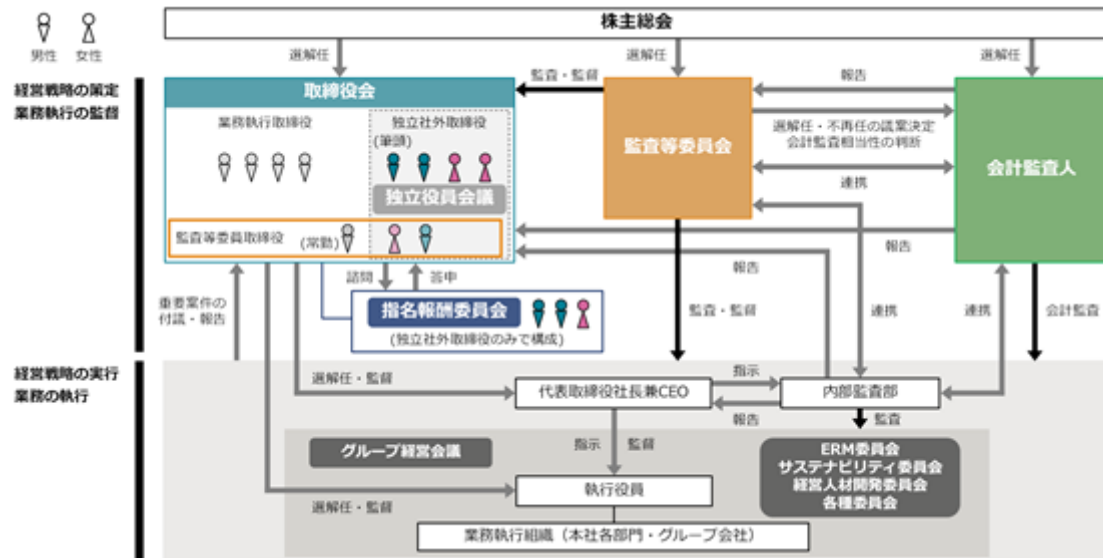 株主総会
男性 女性
選解任 選解任 選解任
経営戦略の策定
業務執行の監督
取締役会
監査・監督
報告
業務執行取締役
独立社外取締役
(筆頭)
監査等委員会
選解任・不再任の議案決定
会計監査相当性の判断
会計監査人
独立役員会議
連携
監査等委員取締役 (常勤)
報告
諮問 答申
報告
重要案件の
付議・報告
指名報酬委員会
(独立社外取締役のみで構成)
監査・監督
連携
連携
会計監査
経営戦略の実行
業務の執行
選解任・監督
代表取締役社長兼CEO
指示
報告
内部監査部
監査
グループ経営会議
指示 監督
ERM委員会
サステナビリティ委員会
経営人材開発委員会
各種委員会
執行役員
選解任・監督
業務執行組織（本社各部門・グループ会社）